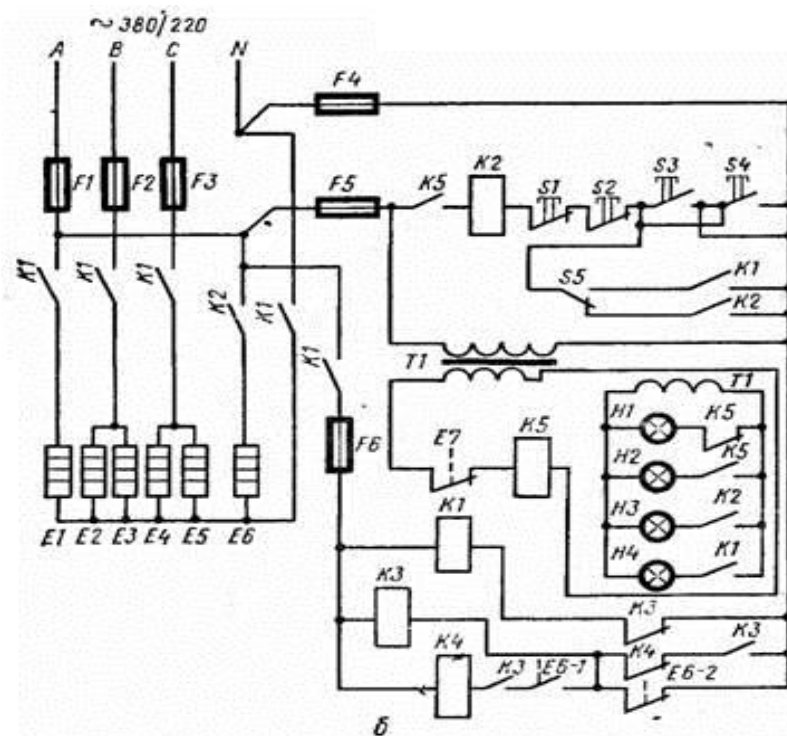 ~ 380/220
A B C N
F4
F1 F2 F3
F5 K5 K2 S1 S2 S3 S4
K1 K1 K1 K2 K1
S5 K1
K2
K1
T1
T1
H1 K5
E7 K5 H2 K5
F6
H3 K2
K1
H4 K1
E1 E2 E3 E4 E5 E6
K3
K3
K4 K3
K4 K3 E6-1 E6-2
б